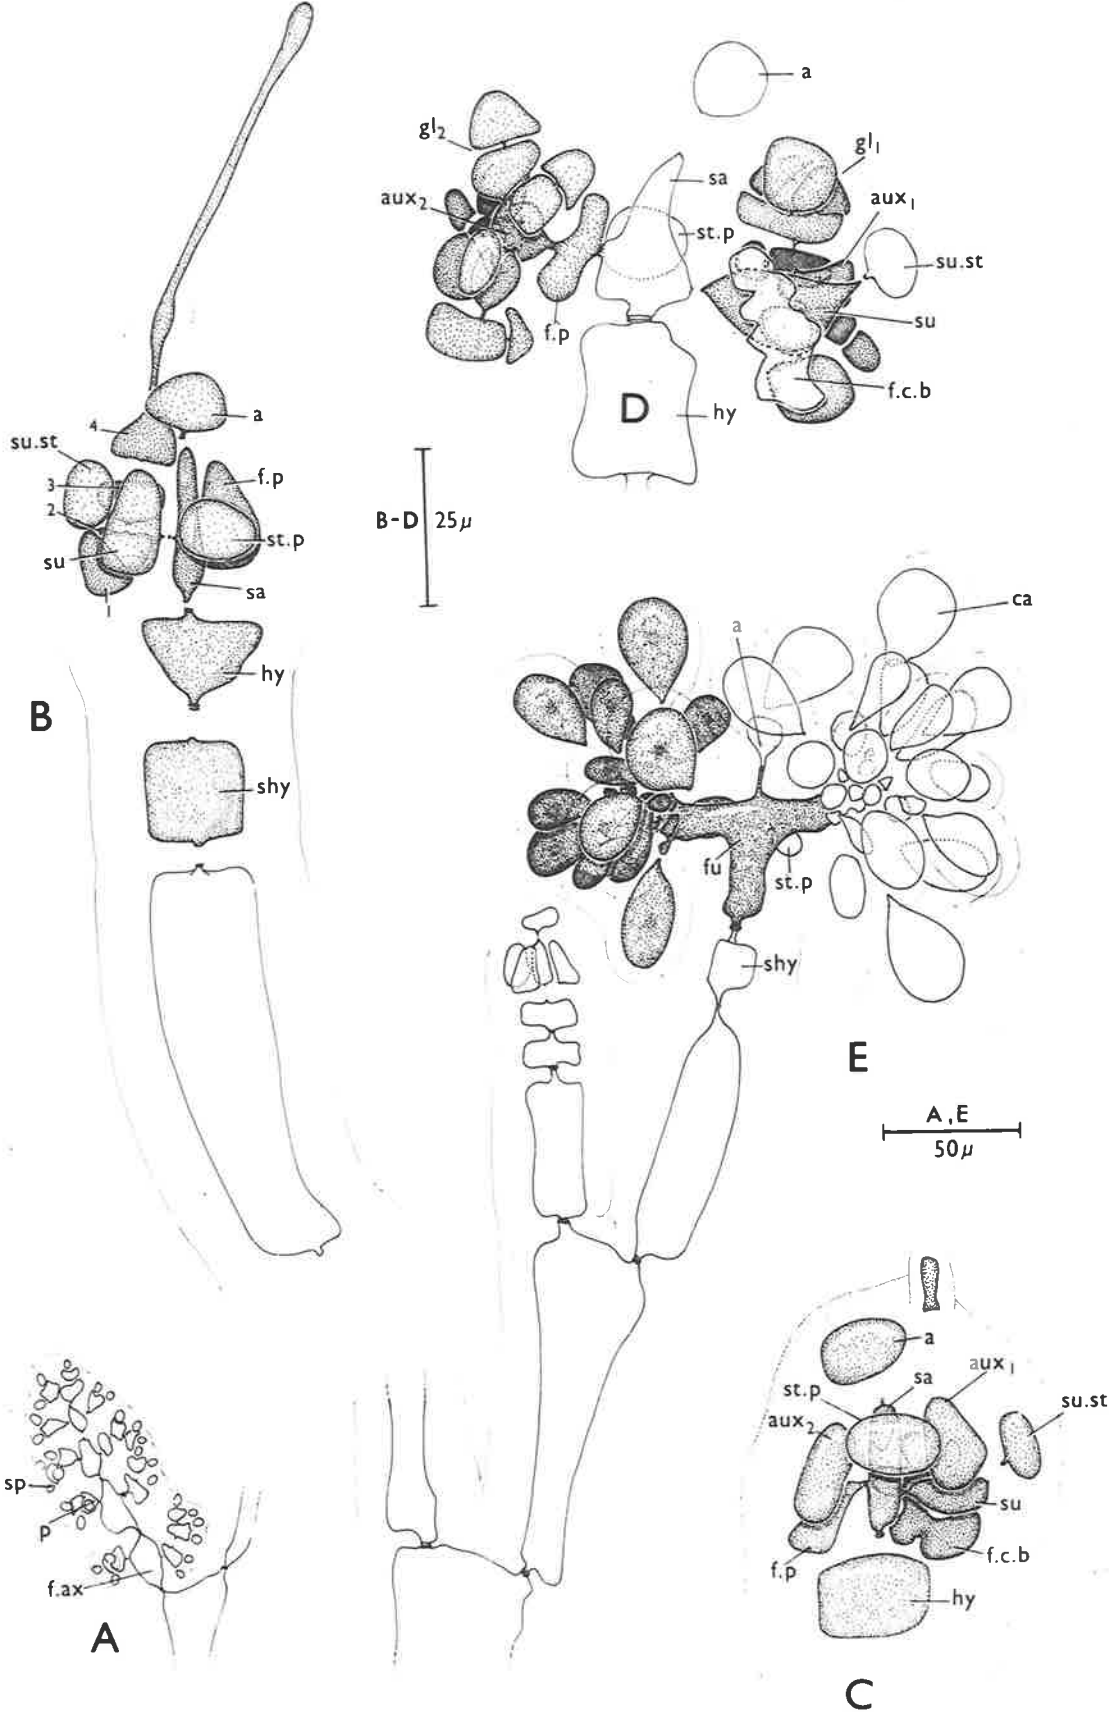 a
gl2
gl1
sa
aux2
aux1
st.p
su.st
su
f.p
f.c.b
D
hy
4
a
su.st
3
f.p
2
B-D
25µ
st.p
su
sa
1
hy
B
shy
ca
a
fu
st.p
shy
E
A,E
50µ
a
aux1
sa
st.p
su.st
aux2
sp
su
p
f.c.b
f.p
f.ax
hy
A
C